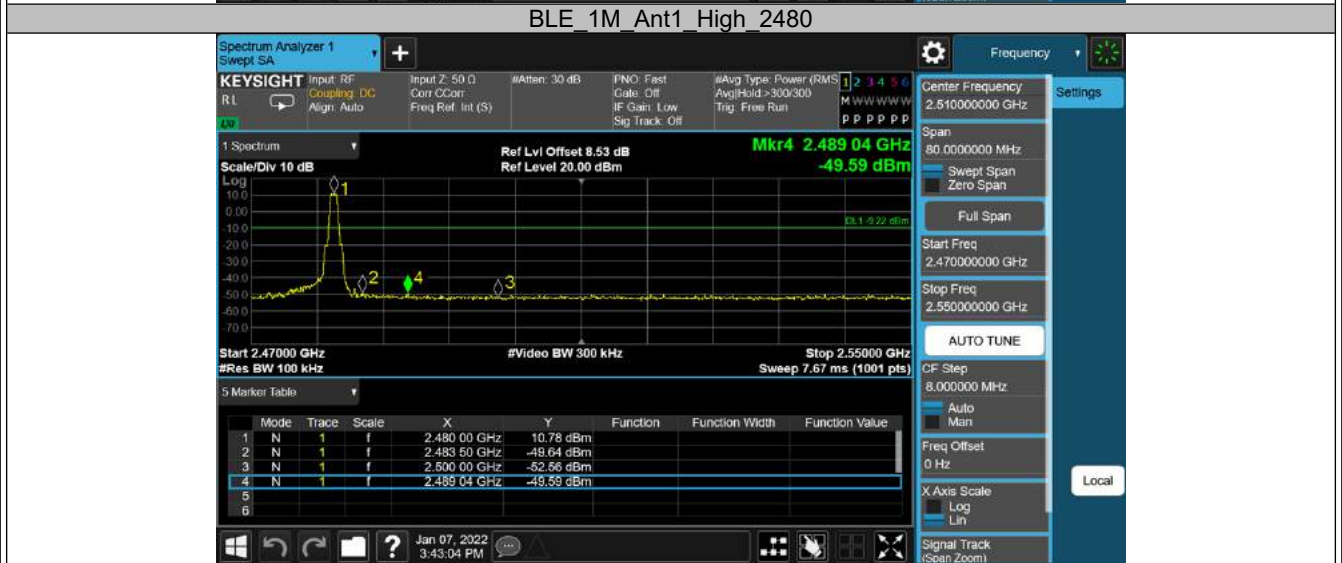 BLE_1M_Ant1_High_2480
Spectrum Analyzer 1
Swept SA
+
Frequency
KEYSIGHT
Input: RF
Input Z: 50 Ω
#Atten: 30 dB
PNO: Fast
#Avg Type: Power (RMS
1 2 3 4 5 6
RL
Coupling: DC
Corr CCorr
Gate: Off
Avg|Hold:>300/300
M W W W W W
Align: Auto
Freq Ref: Int (S)
IF Gain: Low
Trig: Free Run
Sig Track: Off
P P P P P P
Center Frequency
2.510000000 GHz
Settings
Span
80.0000000 MHz
Swept Span
Zero Span
Full Span
Start Freq
2.470000000 GHz
Stop Freq
2.550000000 GHz
AUTO TUNE
CF Step
8.000000 MHz
Auto
Man
Freq Offset
0 Hz
X Axis Scale
Log
Lin
Signal Track
(Span Zoom)
Local
1 Spectrum
Ref Lvl Offset 8.53 dB
Mkr4 2.489 04 GHz
Scale/Div 10 dB
Ref Level 20.00 dBm
-49.59 dBm
Log
10.0
0.00
-10.0
-20.0
-30.0
-40.0
-50.0
-60.0
-70.0
1
2
4
3
DL1 -9.22 dBm
Start 2.47000 GHz
#Video BW 300 kHz
Stop 2.55000 GHz
#Res BW 100 kHz
Sweep 7.67 ms (1001 pts)
5 Marker Table
Mode Trace Scale X Y Function Function Width Function Value
1 N 1 f 2.480 00 GHz 10.78 dBm
2 N 1 f 2.483 50 GHz -49.64 dBm
3 N 1 f 2.500 00 GHz -52.56 dBm
4 N 1 f 2.489 04 GHz -49.59 dBm
5
6
?
Jan 07, 2022
3:43:04 PM